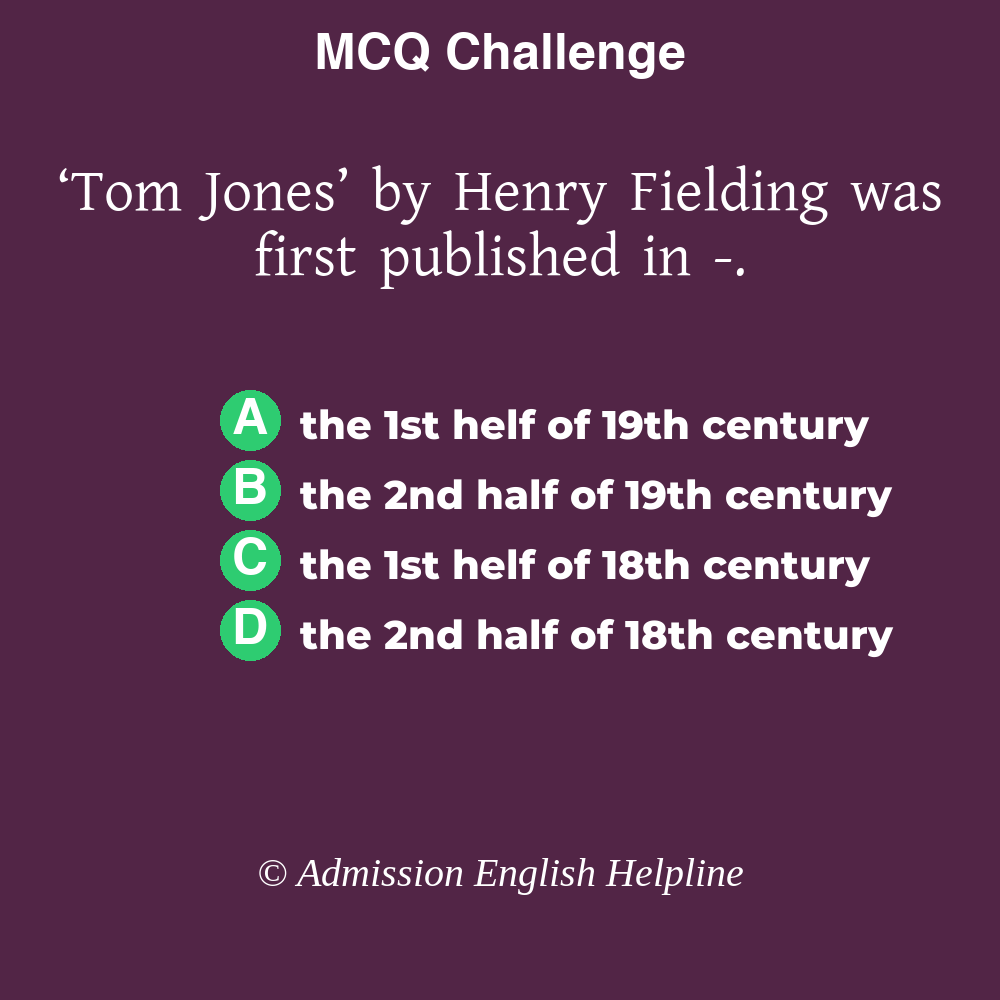 MCQ Challenge
‘Tom Jones’ by Henry Fielding was
first published in -.
A the 1st helf of 19th century
B the 2nd half of 19th century
C the 1st helf of 18th century
D the 2nd half of 18th century
© Admission English Helpline